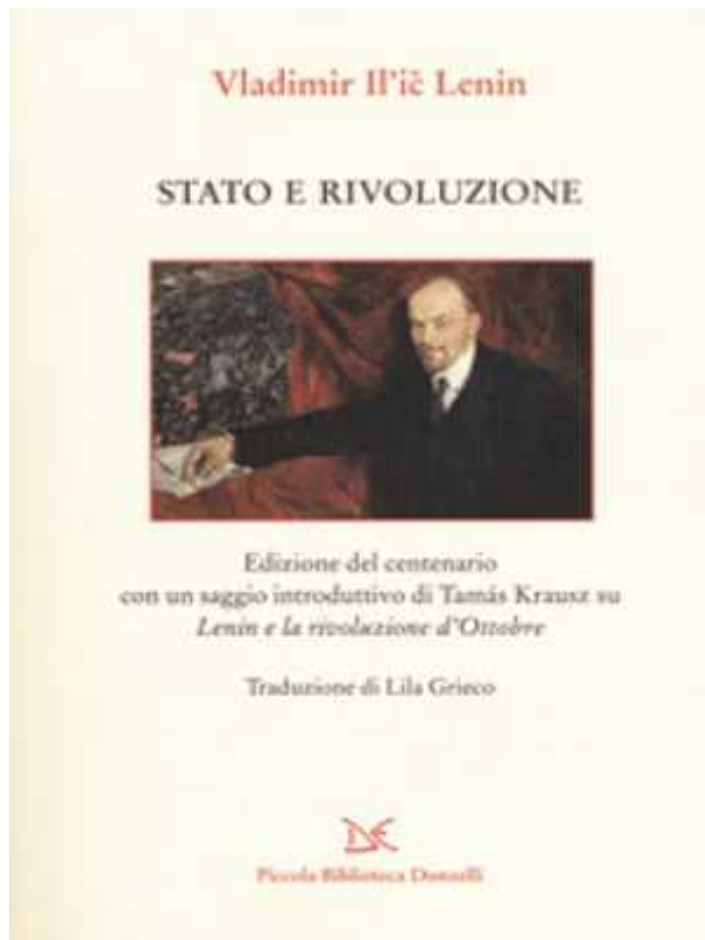 Vladimir Il'ič Lenin
STATO E RIVOLUZIONE
Edizione del centenario
con un saggio introduttivo di Tamás Krausz su
Lenin e la rivoluzione d'Ottobre
Traduzione di Lila Grieco
DE
Piccola Biblioteca Donzelli